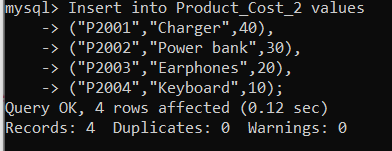 mysql> Insert into Product_Cost_2 values
    -> ("P2001","Charger",40),
    -> ("P2002","Power bank",30),
    -> ("P2003","Earphones",20),
    -> ("P2004","Keyboard",10);
Query OK, 4 rows affected (0.12 sec)
Records: 4  Duplicates: 0  Warnings: 0